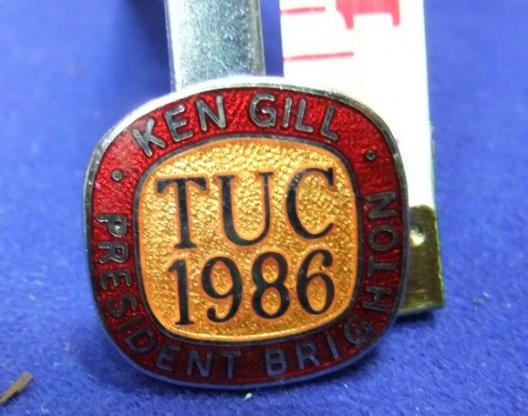 KEN GILL
TUC
1986
PRESIDENT BRIGHTON